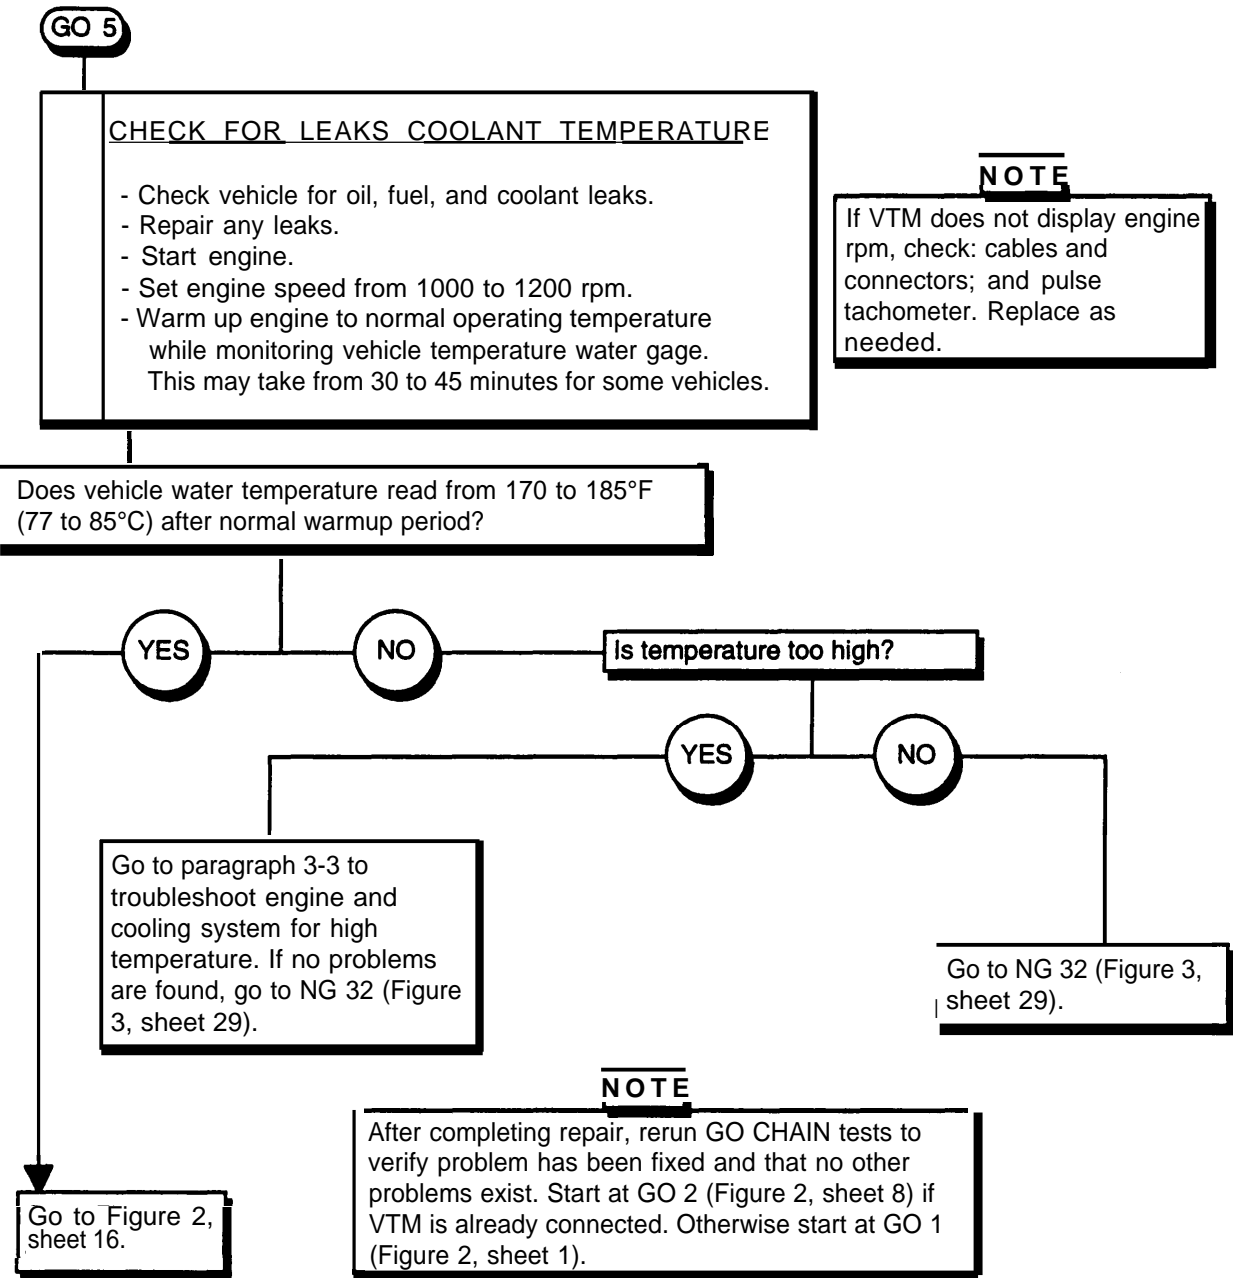 GO 5
CHECK FOR LEAKS COOLANT TEMPERATURE
- Check vehicle for oil, fuel, and coolant leaks.
- Repair any leaks.
- Start engine.
- Set engine speed from 1000 to 1200 rpm.
- Warm up engine to normal operating temperature
while monitoring vehicle temperature water gage.
This may take from 30 to 45 minutes for some vehicles.
NOTE
If VTM does not display engine
rpm, check: cables and
connectors; and pulse
tachometer. Replace as
needed.
Does vehicle water temperature read from 170 to 185°F
(77 to 85°C) after normal warmup period?
YES
NO
Is temperature too high?
YES
NO
Go to paragraph 3-3 to
troubleshoot engine and
cooling system for high
temperature. If no problems
are found, go to NG 32 (Figure
3, sheet 29).
Go to NG 32 (Figure 3,
sheet 29).
NOTE
After completing repair, rerun GO CHAIN tests to
verify problem has been fixed and that no other
problems exist. Start at GO 2 (Figure 2, sheet 8) if
VTM is already connected. Otherwise start at GO 1
(Figure 2, sheet 1).
Go to Figure 2,
sheet 16.